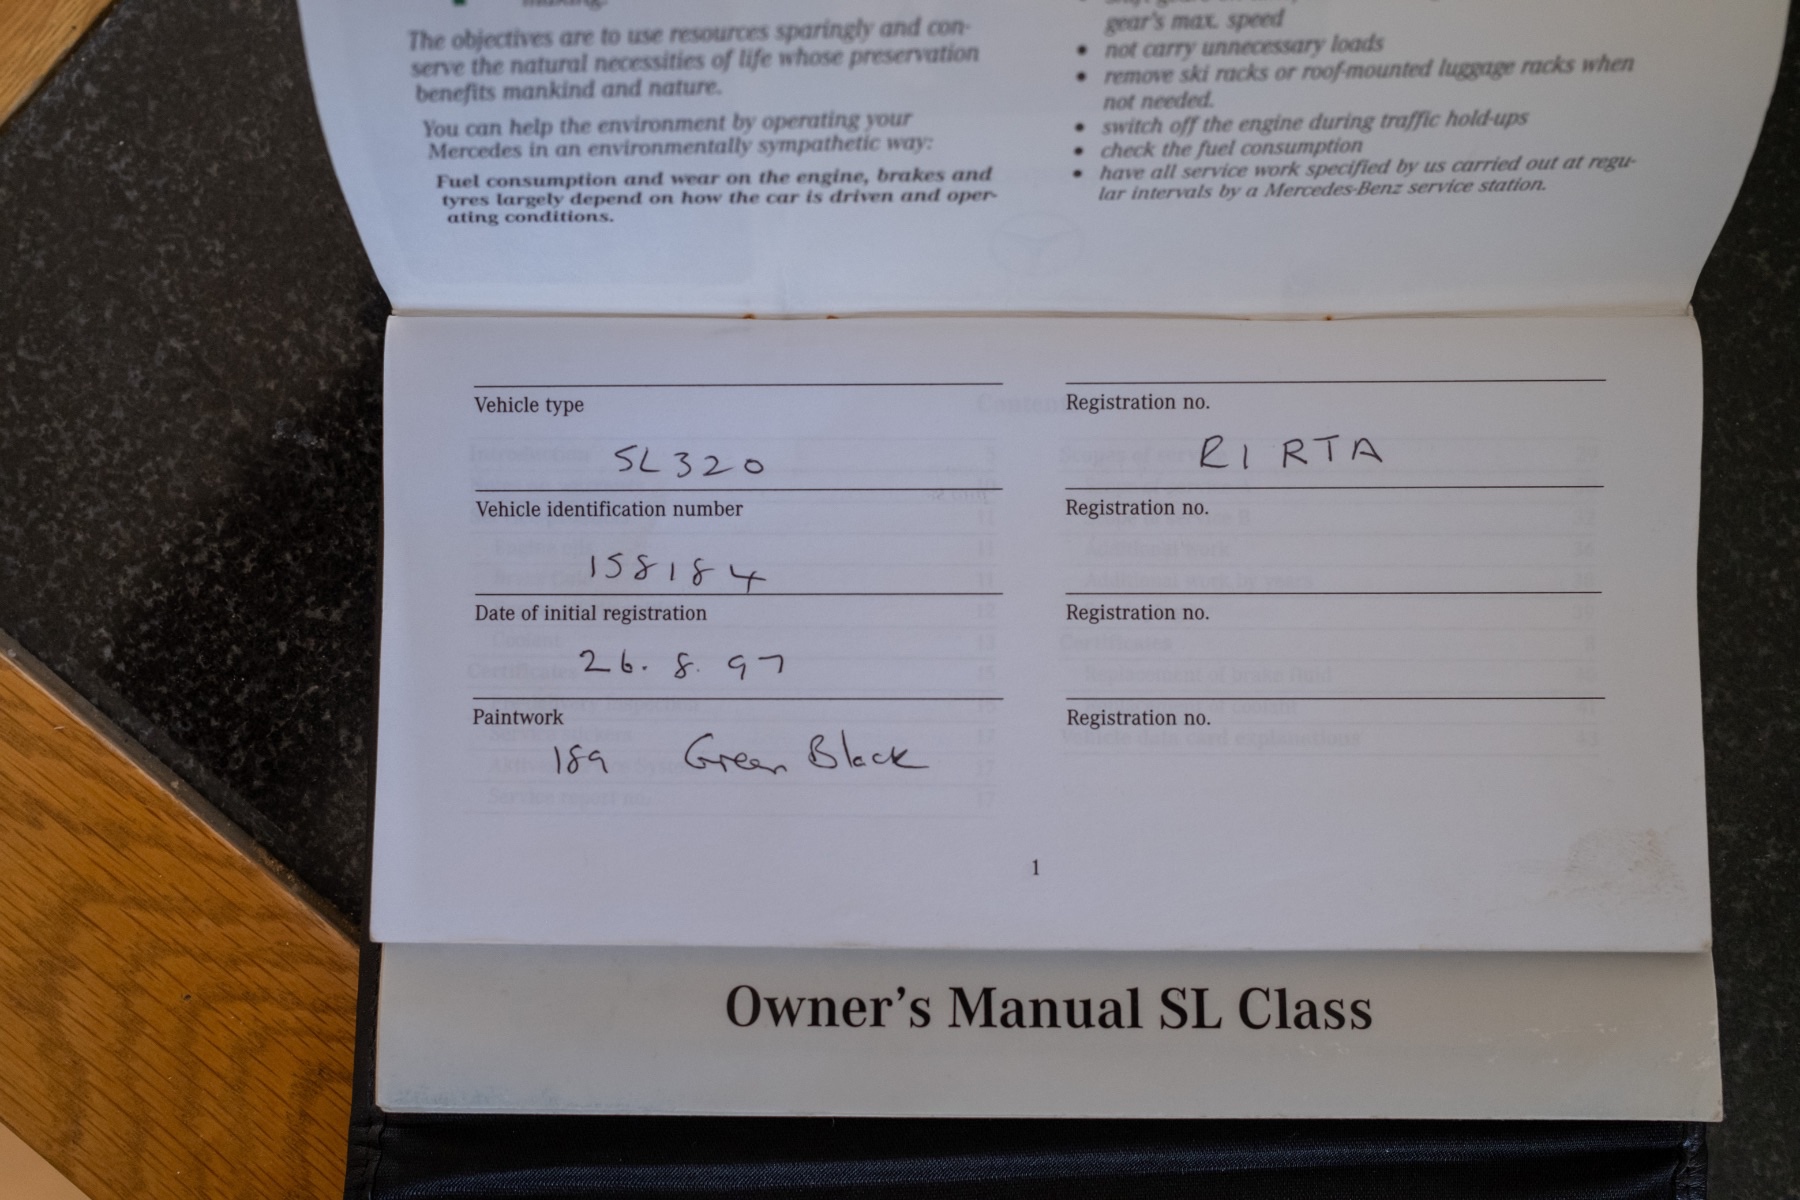 making.
The objectives are to use resources sparingly and con-
serve the natural necessities of life whose preservation
benefits mankind and nature.
You can help the environment by operating your
Mercedes in an environmentally sympathetic way:
Fuel consumption and wear on the engine, brakes and
tyres largely depend on how the car is driven and oper-
ating conditions.
gear's max. speed
• not carry unnecessary loads
• remove ski racks or roof-mounted luggage racks when
not needed.
• switch off the engine during traffic hold-ups
• check the fuel consumption
• have all service work specified by us carried out at regu-
lar intervals by a Mercedes-Benz service station.
Vehicle type
SL320
Vehicle identification number
158184
Date of initial registration
26. 8. 97
Paintwork
189 Green Black
Registration no.
R1 RTA
Registration no.
Registration no.
Registration no.
1
Owner's Manual SL Class